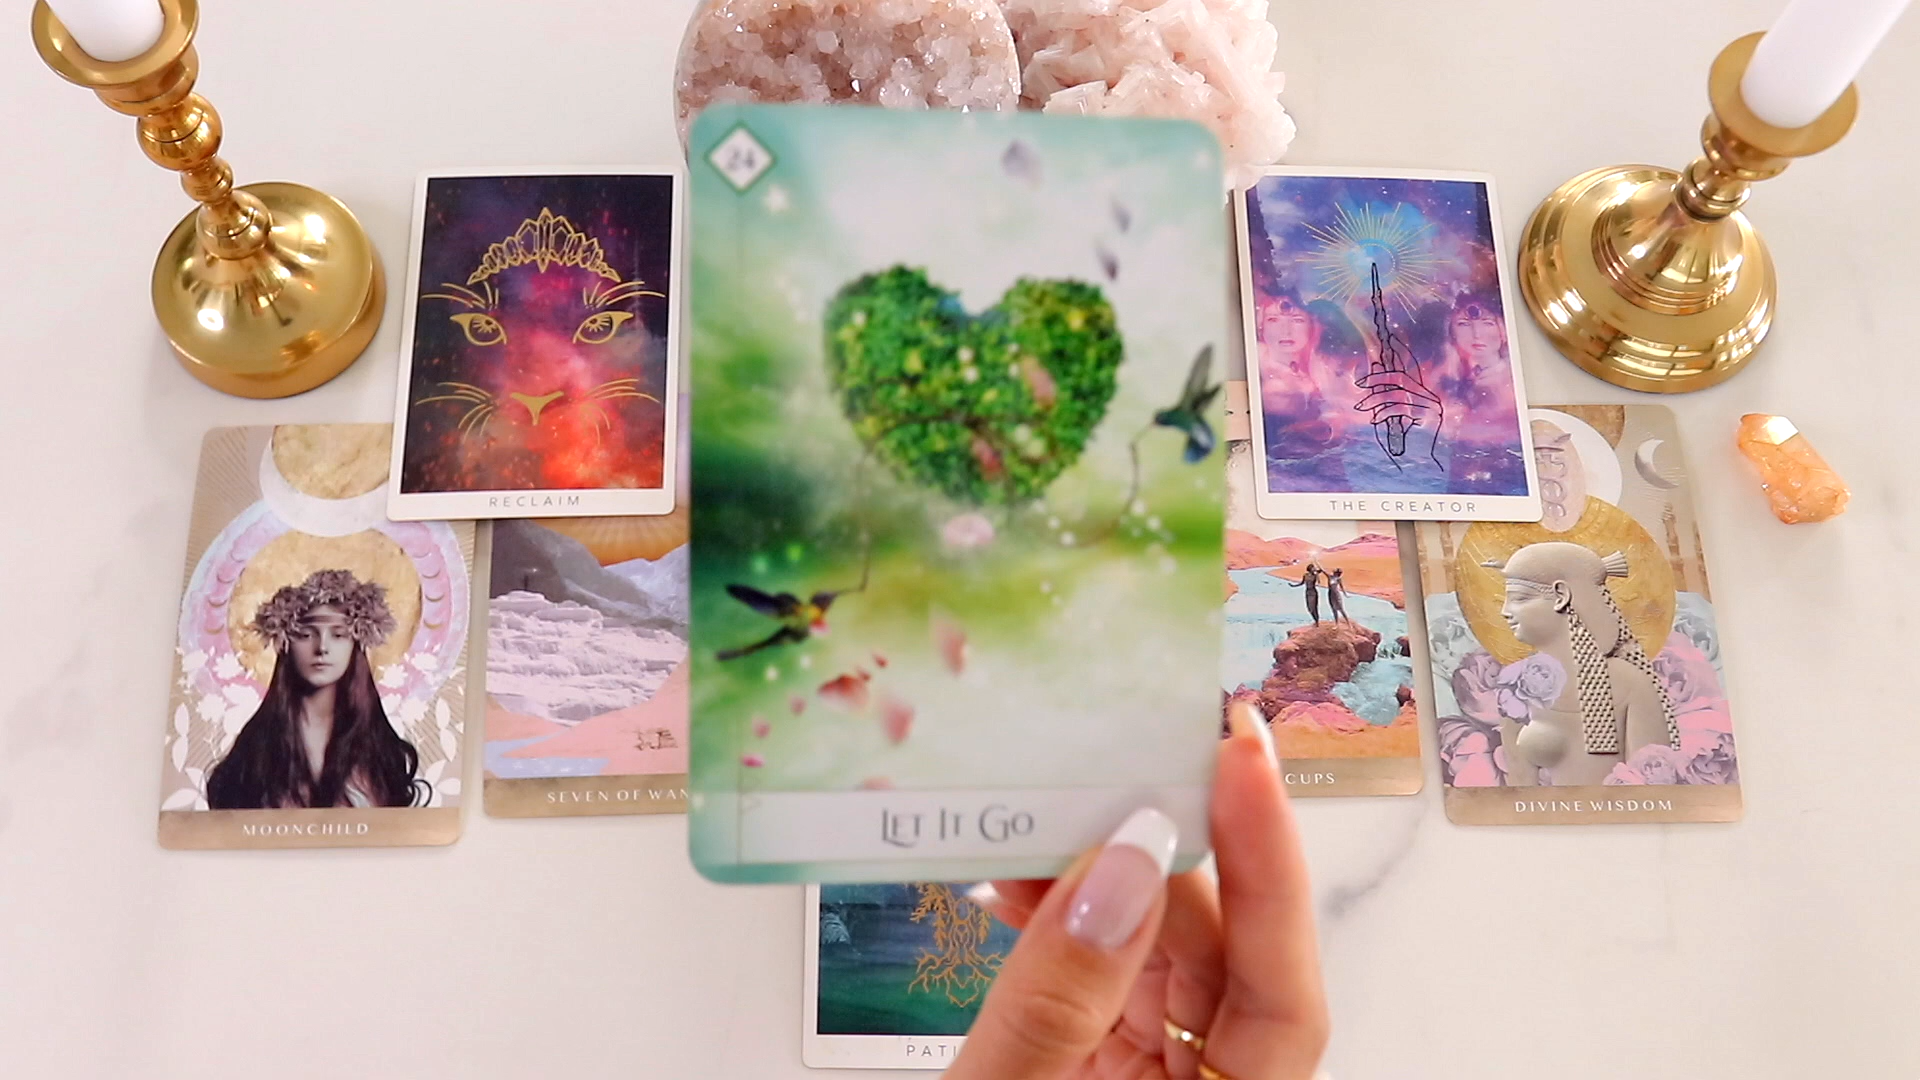 24
RECLAIM
THE CREATOR
MOONCHILD
SEVEN OF WAN
CUPS
DIVINE WISDOM
LET IT GO
PATI